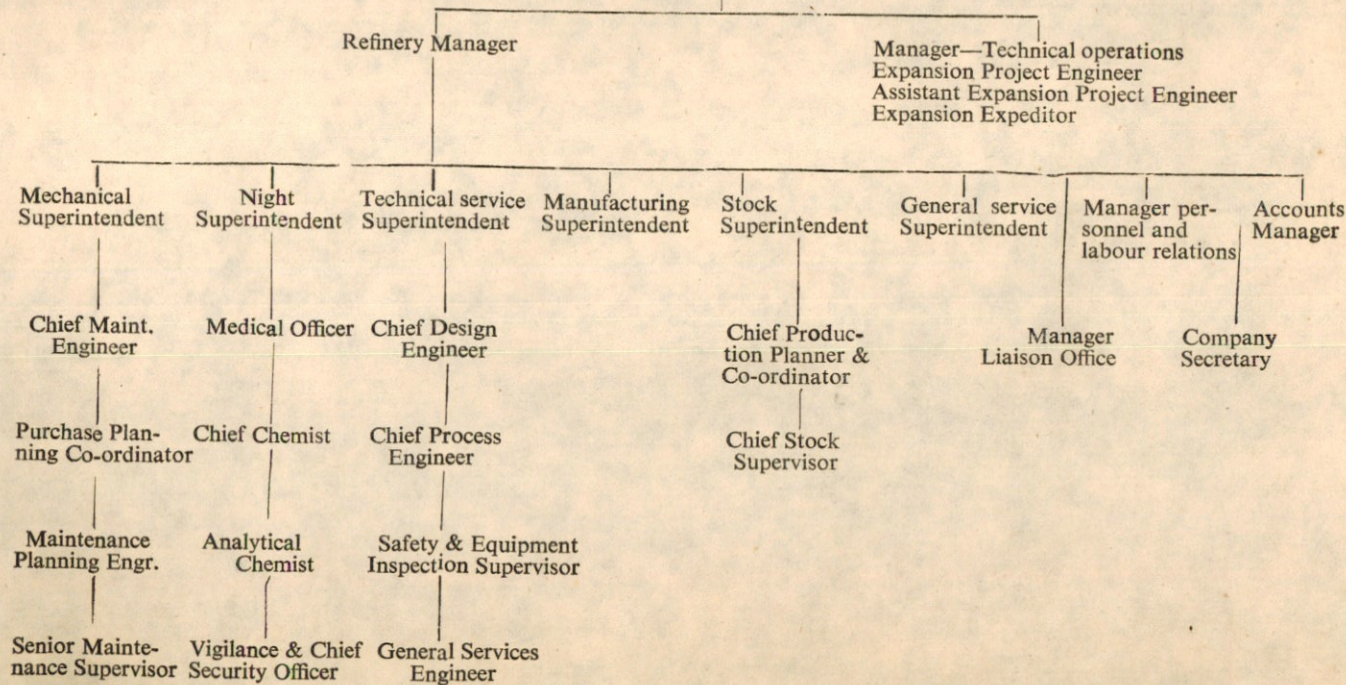 Refinery Manager
Manager—Technical operations
Expansion Project Engineer
Assistant Expansion Project Engineer
Expansion Expeditor
Mechanical
Superintendent
Night
Superintendent
Technical service
Superintendent
Manufacturing
Superintendent
Stock
Superintendent
General service
Superintendent
Manager per-
sonnel and
labour relations
Accounts
Manager
Chief Maint.
Engineer
Medical Officer
Chief Design
Engineer
Chief Produc-
tion Planner &
Co-ordinator
Manager
Liaison Office
Company
Secretary
Purchase Plan-
ning Co-ordinator
Chief Chemist
Chief Process
Engineer
Chief Stock
Supervisor
Maintenance
Planning Engr.
Analytical
Chemist
Safety & Equipment
Inspection Supervisor
Senior Mainte-
nance Supervisor
Vigilance & Chief
Security Officer
General Services
Engineer